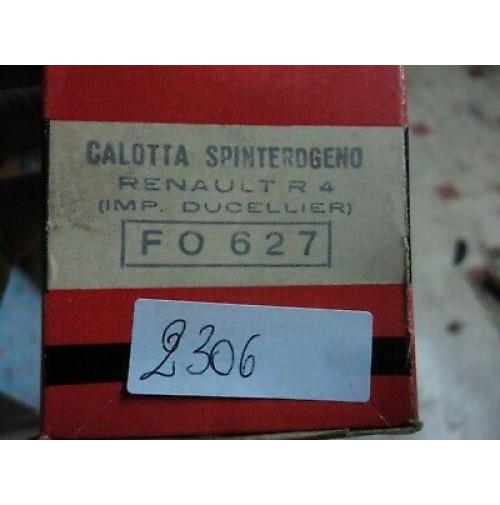 CALOTTA SPINTEROGENO
RENAULT R 4
(IMP. DUCELLIER)
FO 627
2306